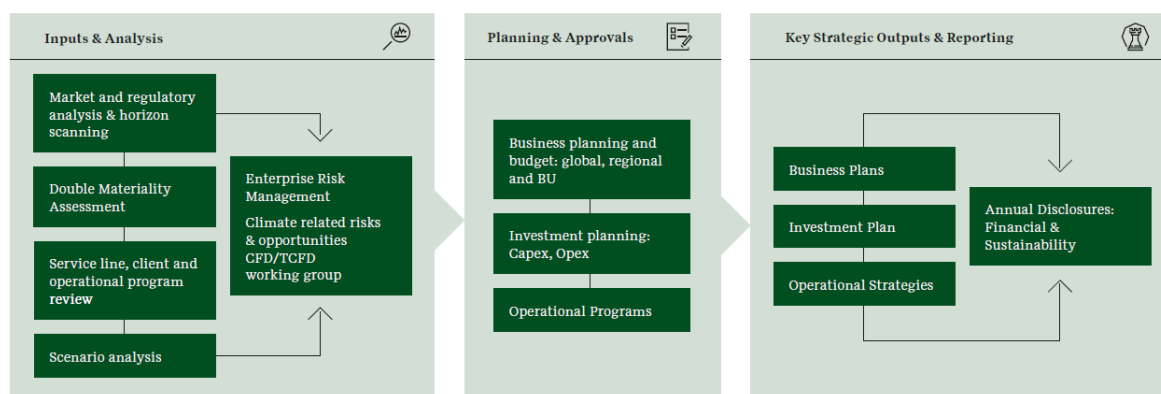 Inputs & Analysis
Market and regulatory
analysis & horizon
scanning
Double Materiality
Assessment
Service line, client and
operational program
review
Scenario analysis
Enterprise Risk
Management
Climate related risks
& opportunities
CFD/TCFD
working group
Planning & Approvals
Business planning and
budget: global, regional
and BU
Investment planning:
Capex, Opex
Operational Programs
Key Strategic Outputs & Reporting
Business Plans
Investment Plan
Operational Strategies
Annual Disclosures:
Financial &
Sustainability